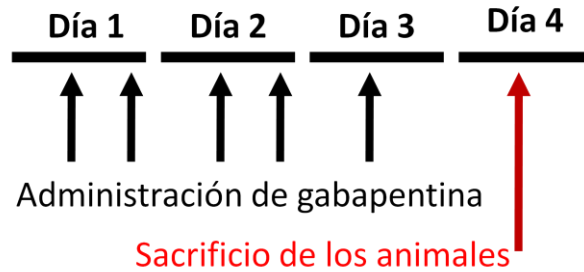 Día 1 Día 2 Día 3 Día 4
Administración de gabapentina
Sacrificio de los animales